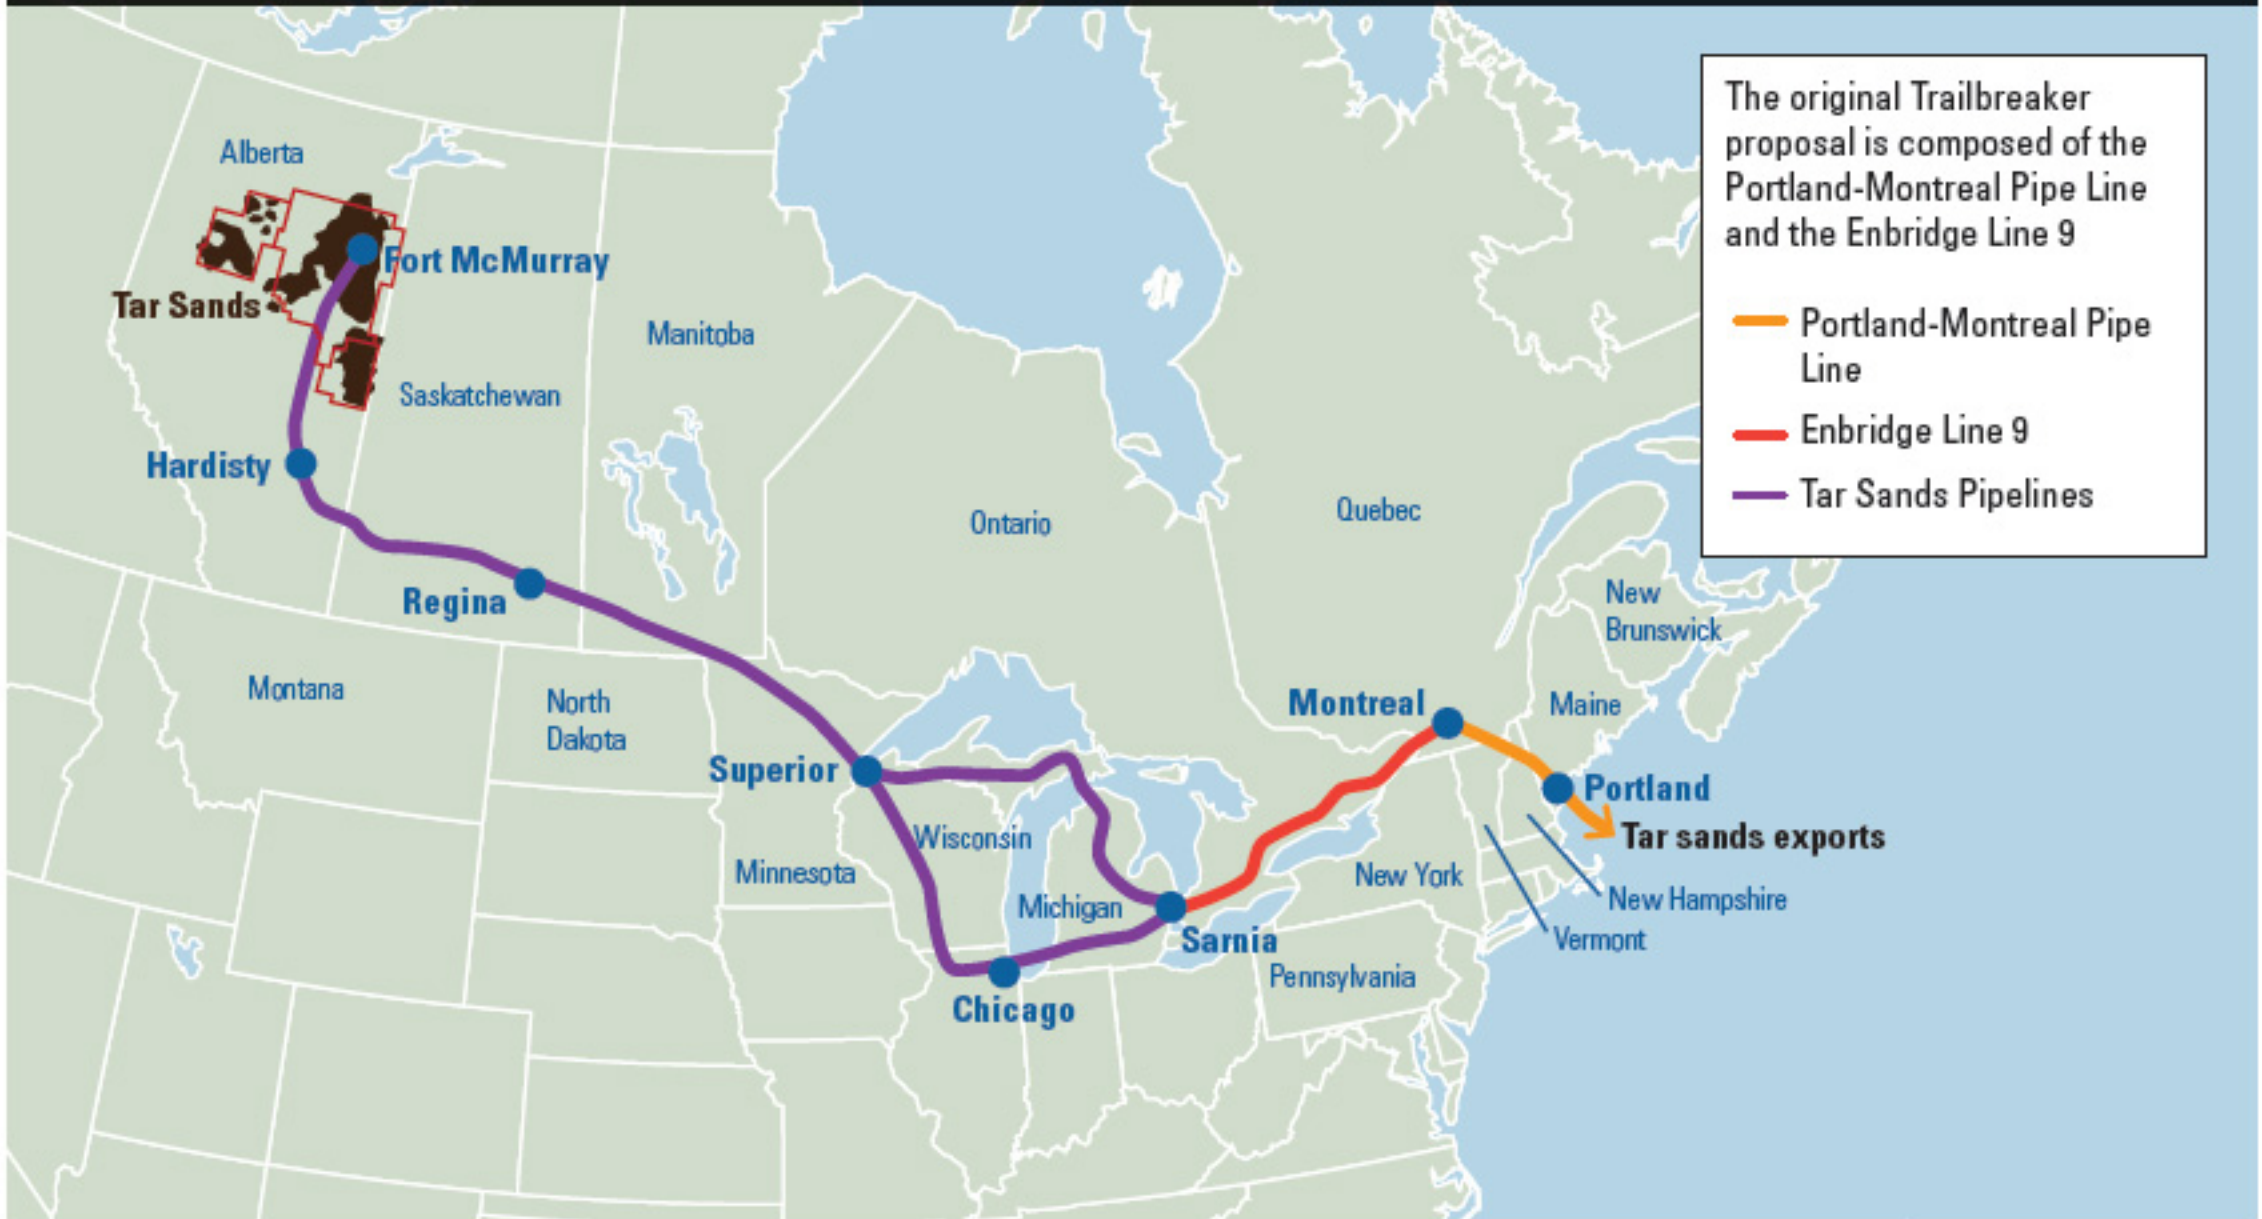 The original Trailbreaker
proposal is composed of the
Portland-Montreal Pipe Line
and the Enbridge Line 9
Portland-Montreal Pipe
Line
Enbridge Line 9
Tar Sands Pipelines
Alberta
Fort McMurray
Tar Sands
Manitoba
Saskatchewan
Hardisty
Ontario
Quebec
Regina
New
Brunswick
Montana
North
Dakota
Montreal
Maine
Superior
Portland
Tar sands exports
Wisconsin
Minnesota
New York
Michigan
New Hampshire
Sarnia
Vermont
Pennsylvania
Chicago